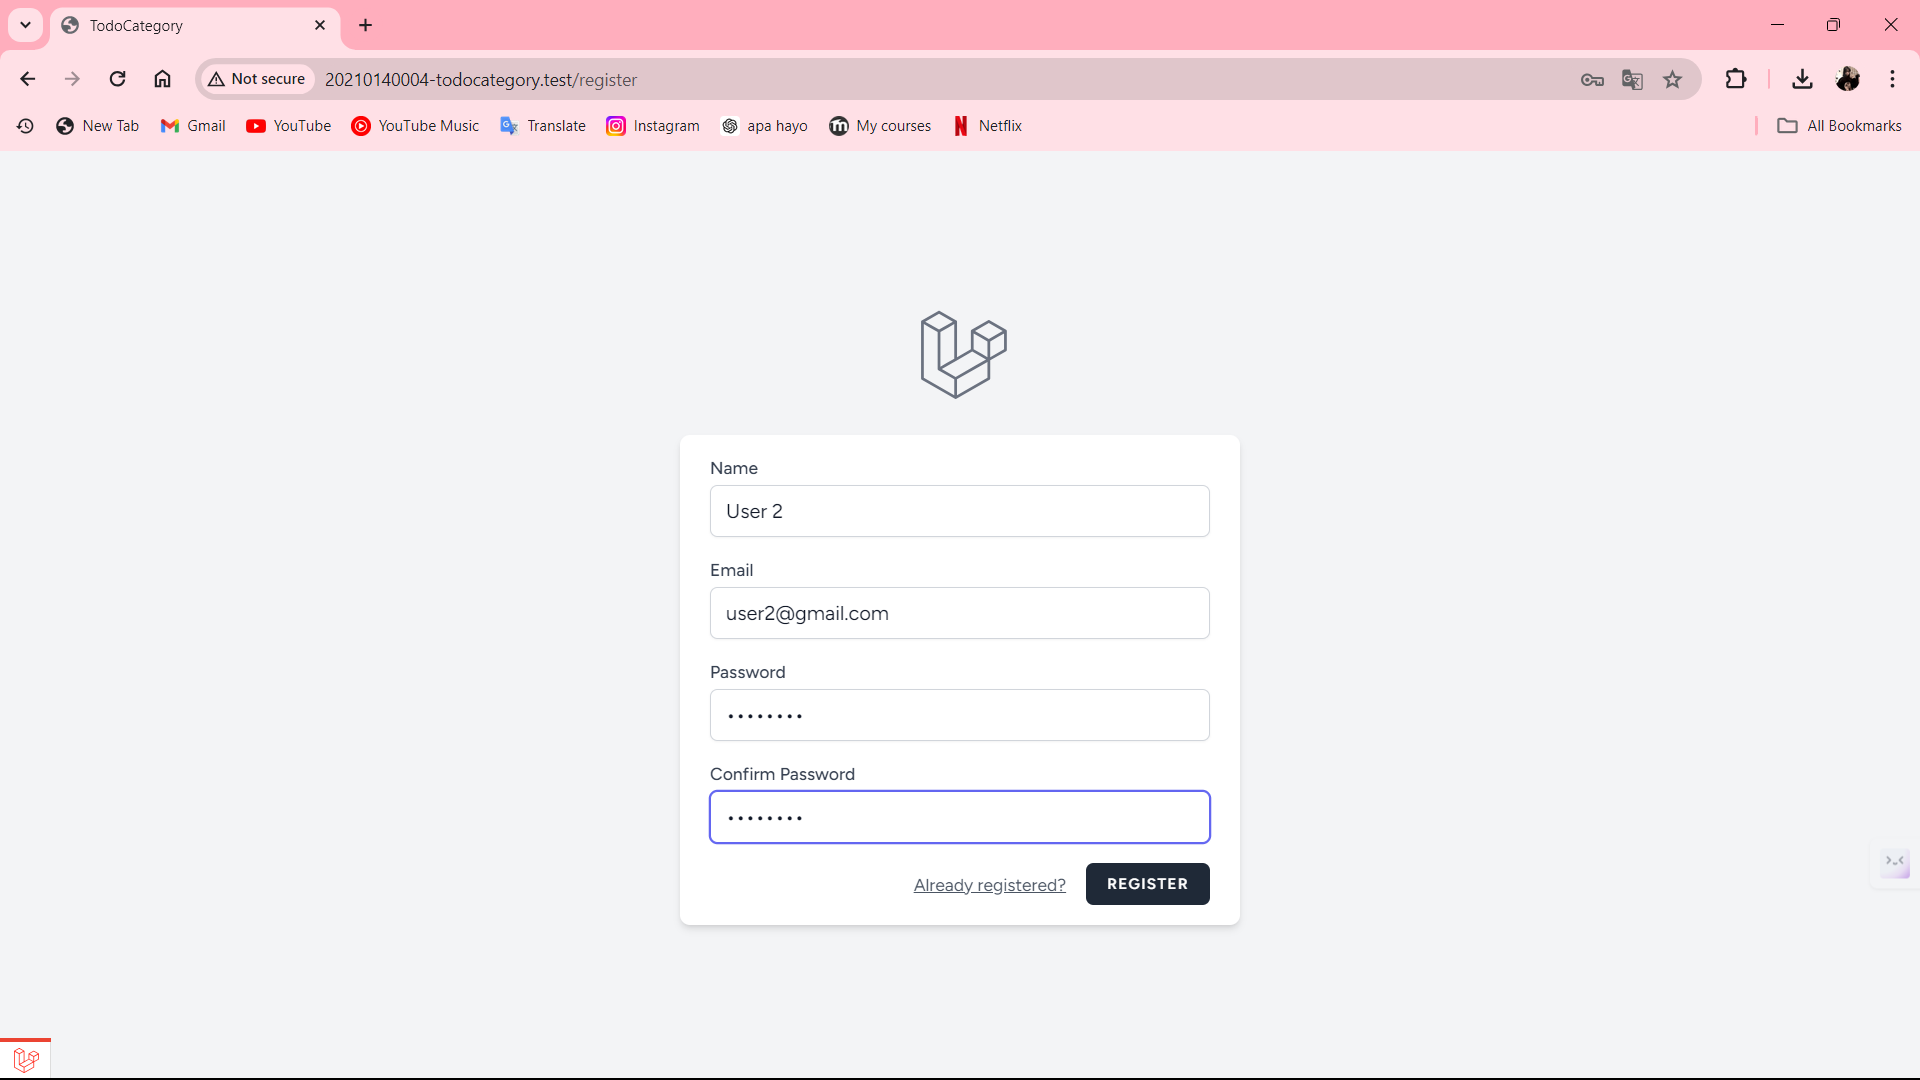 TodoCategory
Not secure 20210140004-todocategory.test/register
New Tab Gmail YouTube YouTube Music Translate Instagram apa hayo My courses Netflix All Bookmarks
Name
User 2
Email
user2@gmail.com
Password
••••••••
Confirm Password
••••••••
Already registered? REGISTER